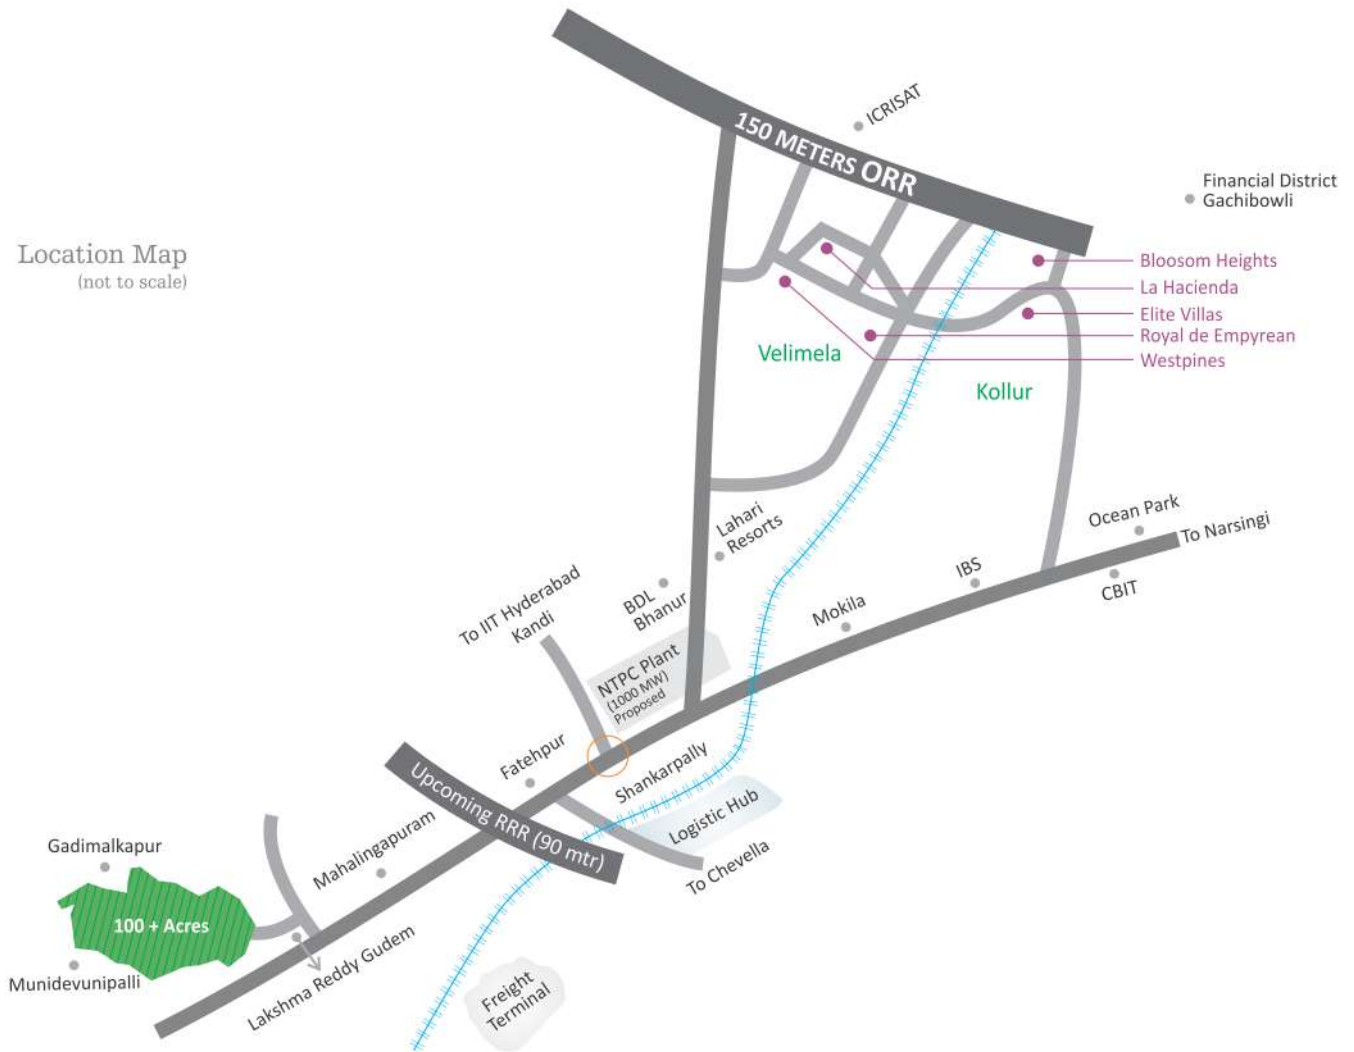 ICRISAT
150 METERS ORR
Financial District
Gachibowli
Location Map
(not to scale)
Bloosom Heights
La Hacienda
Elite Villas
Royal de Empyrean
Westpines
Velimela
Kollur
Lahari
Resorts
Ocean Park
To Narsingi
IBS
CBIT
To IIT Hyderabad
Kandi
BDL
Bhanur
Mokila
NTPC Plant
(1000 MW)
Proposed
Fatehpur
Shankarpally
Upcoming RRR (90 mtr)
Logistic Hub
To Chevella
Mahalingapuram
Gadimalkapur
100 + Acres
Munidevunipalli
Lakshma Reddy Gudem
Freight
Terminal